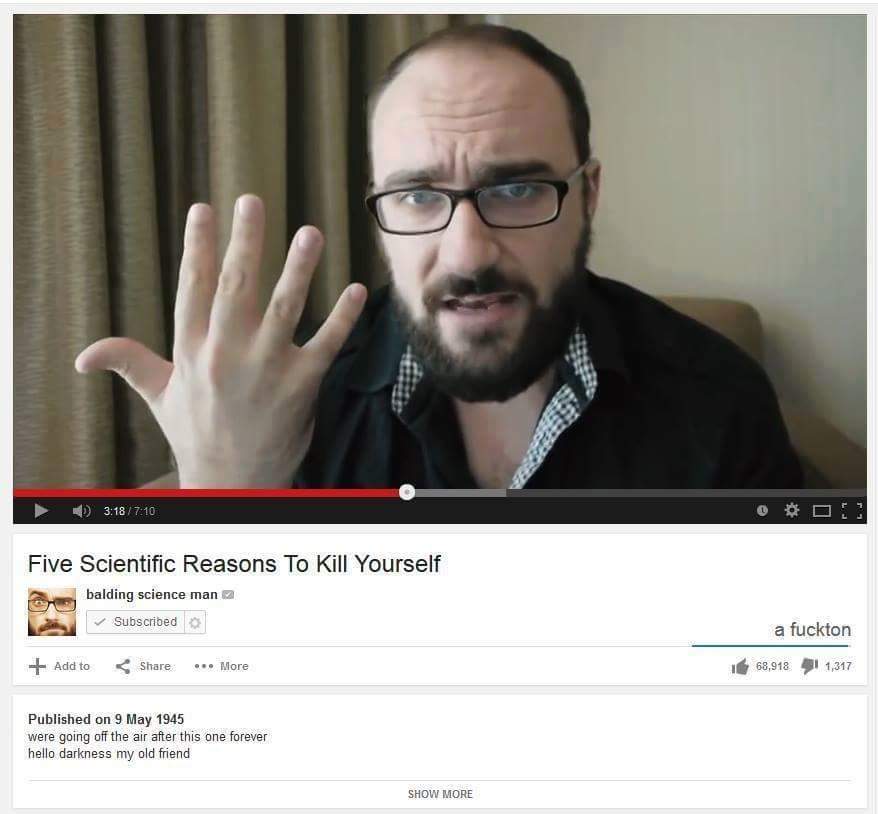 3:18 / 7:10
Five Scientific Reasons To Kill Yourself
balding science man
Subscribed
a fuckton
Add to Share More
68,918 1,317
Published on 9 May 1945
were going off the air after this one forever
hello darkness my old friend
SHOW MORE